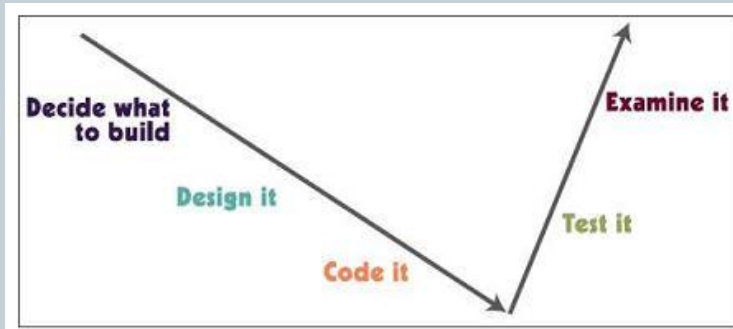 Decide what
to build
Design it
Code it
Test it
Examine it